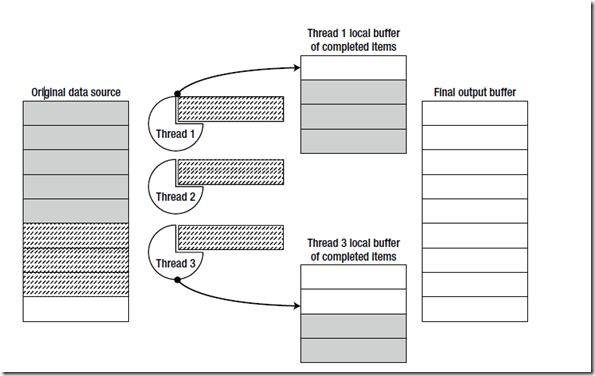 Thread 1 local buffer
of completed items
Original data source
Final output buffer
Thread 1
Thread 2
Thread 3
Thread 3 local buffer
of completed items